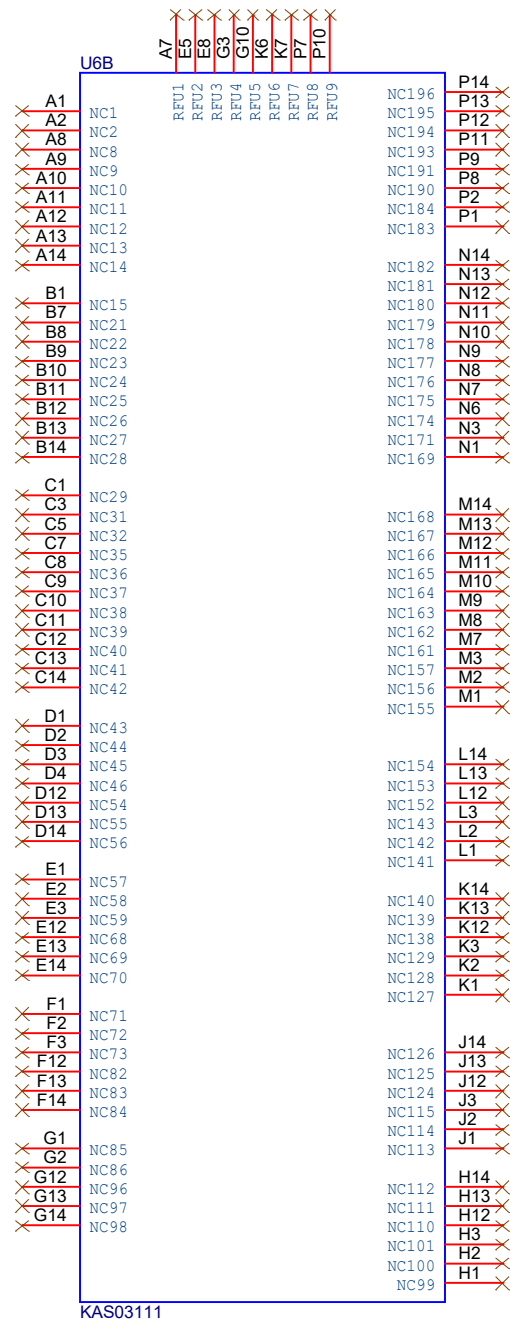 A7
E5
E8
G3
G10
K6
K7
P7
P10
U6B
RFU1
RFU2
RFU3
RFU4
RFU5
RFU6
RFU7
RFU8
RFU9
A1 NC1
A2 NC2
A8 NC8
A9 NC9
A10 NC10
A11 NC11
A12 NC12
A13 NC13
A14 NC14
B1 NC15
B7 NC21
B8 NC22
B9 NC23
B10 NC24
B11 NC25
B12 NC26
B13 NC27
B14 NC28
C1 NC29
C3 NC31
C5 NC32
C7 NC35
C8 NC36
C9 NC37
C10 NC38
C11 NC39
C12 NC40
C13 NC41
C14 NC42
D1 NC43
D2 NC44
D3 NC45
D4 NC46
D12 NC54
D13 NC55
D14 NC56
E1 NC57
E2 NC58
E3 NC59
E12 NC68
E13 NC69
E14 NC70
F1 NC71
F2 NC72
F3 NC73
F12 NC82
F13 NC83
F14 NC84
G1 NC85
G2 NC86
G12 NC96
G13 NC97
G14 NC98
NC196 P14
NC195 P13
NC194 P12
NC193 P11
NC191 P9
NC190 P8
NC184 P2
NC183 P1
NC182 N14
NC181 N13
NC180 N12
NC179 N11
NC178 N10
NC177 N9
NC176 N8
NC175 N7
NC174 N6
NC171 N3
NC169 N1
NC168 M14
NC167 M13
NC166 M12
NC165 M11
NC164 M10
NC163 M9
NC162 M8
NC161 M7
NC157 M3
NC156 M2
NC155 M1
NC154 L14
NC153 L13
NC152 L12
NC143 L3
NC142 L2
NC141 L1
NC140 K14
NC139 K13
NC138 K12
NC129 K3
NC128 K2
NC127 K1
NC126 J14
NC125 J13
NC124 J12
NC115 J3
NC114 J2
NC113 J1
NC112 H14
NC111 H13
NC110 H12
NC101 H3
NC100 H2
NC99 H1
KAS03111